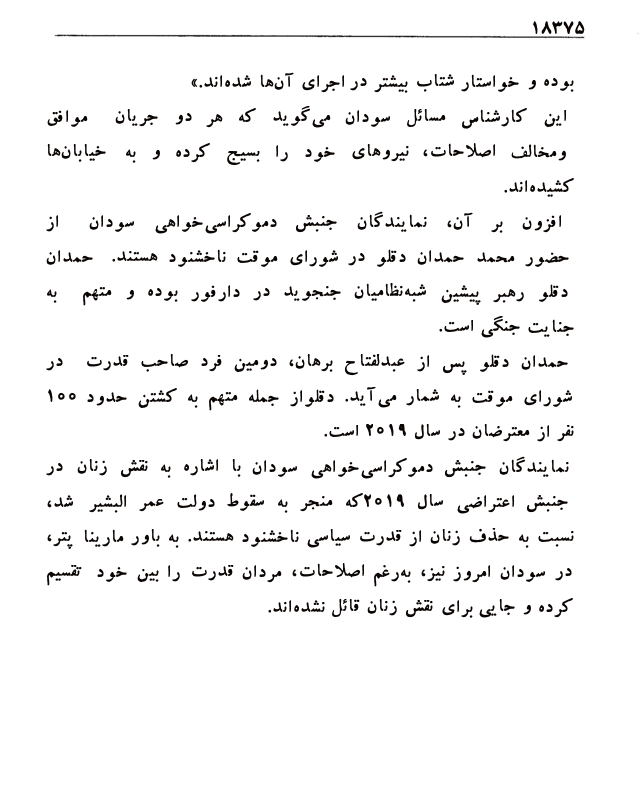 ۱۸۳۷۵
بوده و خواستار شتاب بیشتر در اجرای آن‌ها شده‌اند.»
این کارشناس مسائل سودان می‌گوید که هر دو جریان موافق
ومخالف اصلاحات، نیروهای خود را بسیج کرده و به خیابان‌ها
کشیده‌اند.
افزون بر آن، نمایندگان جنبش دموکراسی‌خواهی سودان از
حضور محمد حمدان دقلو در شورای موقت ناخشنود هستند. حمدان
دقلو رهبر پیشین شبه‌نظامیان جنجوید در دارفور بوده و متهم به
جنایت جنگی است.
حمدان دقلو پس از عبدلفتاح برهان، دومین فرد صاحب قدرت در
شورای موقت به شمار می‌آید. دقلواز جمله متهم به کشتن حدود ۱۰۰
نفر از معترضان در سال ۲۰۱۹ است.
نمایندگان جنبش دموکراسی‌خواهی سودان با اشاره به نقش زنان در
جنبش اعتراضی سال ۲۰۱۹که منجر به سقوط دولت عمر البشیر شد،
نسبت به حذف زنان از قدرت سیاسی ناخشنود هستند. به باور مارینا پتر،
در سودان امروز نیز، به‌رغم اصلاحات، مردان قدرت را بین خود تقسیم
کرده و جایی برای نقش زنان قائل نشده‌اند.